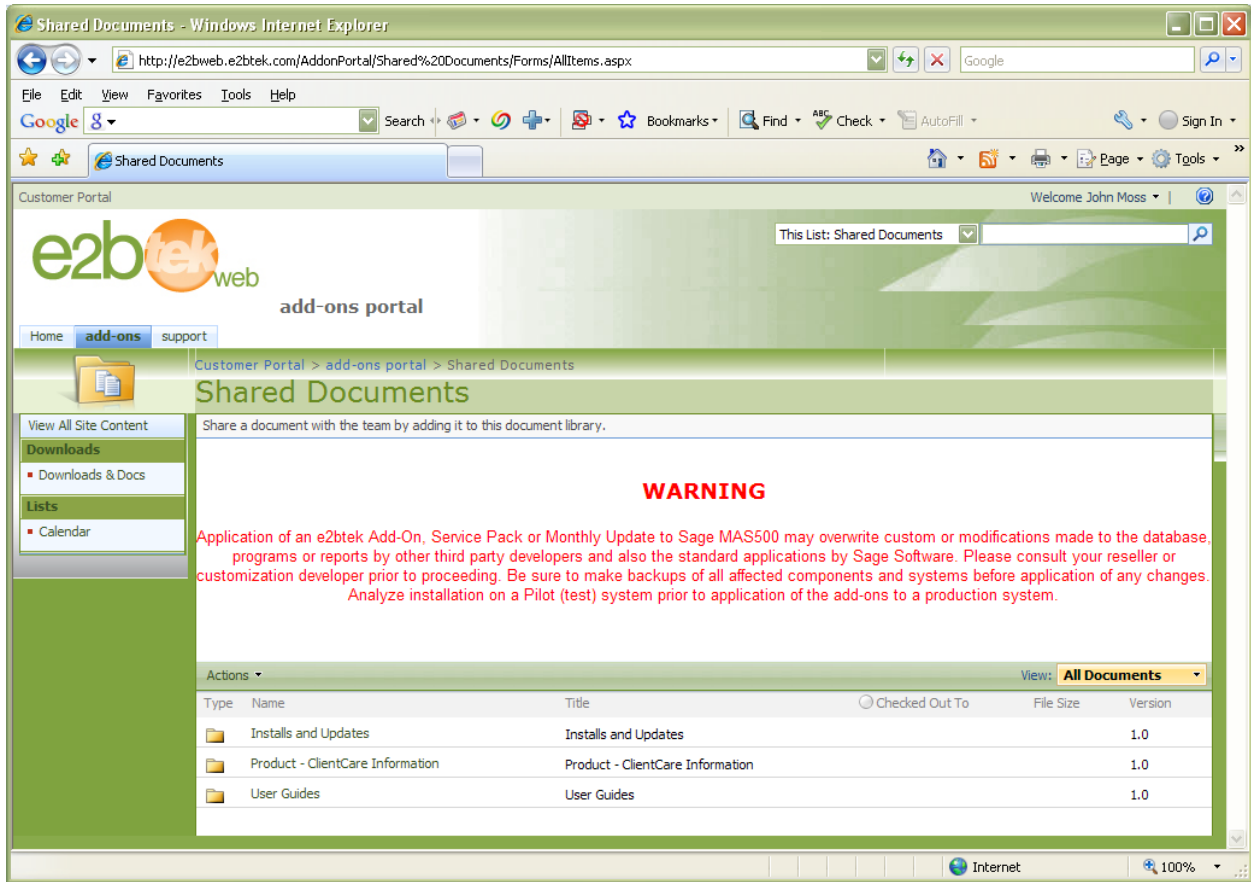 Shared Documents - Windows Internet Explorer
http://e2bweb.e2btek.com/AddonPortal/Shared%20Documents/Forms/AllItems.aspx
Google
File Edit View Favorites Tools Help
Google Search Bookmarks Find ABC Check AutoFill Sign In
Shared Documents Page Tools »
Customer Portal Welcome John Moss |
This List: Shared Documents
e2btek web
add-ons portal
Home add-ons support
Customer Portal > add-ons portal > Shared Documents
Shared Documents
View All Site Content
Share a document with the team by adding it to this document library.
Downloads
Downloads & Docs
Lists
Calendar
WARNING
Application of an e2btek Add-On, Service Pack or Monthly Update to Sage MAS500 may overwrite custom or modifications made to the database,
programs or reports by other third party developers and also the standard applications by Sage Software. Please consult your reseller or
customization developer prior to proceeding. Be sure to make backups of all affected components and systems before application of any changes.
Analyze installation on a Pilot (test) system prior to application of the add-ons to a production system.
Actions View: All Documents
Type Name Title Checked Out To File Size Version
Installs and Updates Installs and Updates 1.0
Product - ClientCare Information Product - ClientCare Information 1.0
User Guides User Guides 1.0
Internet 100%